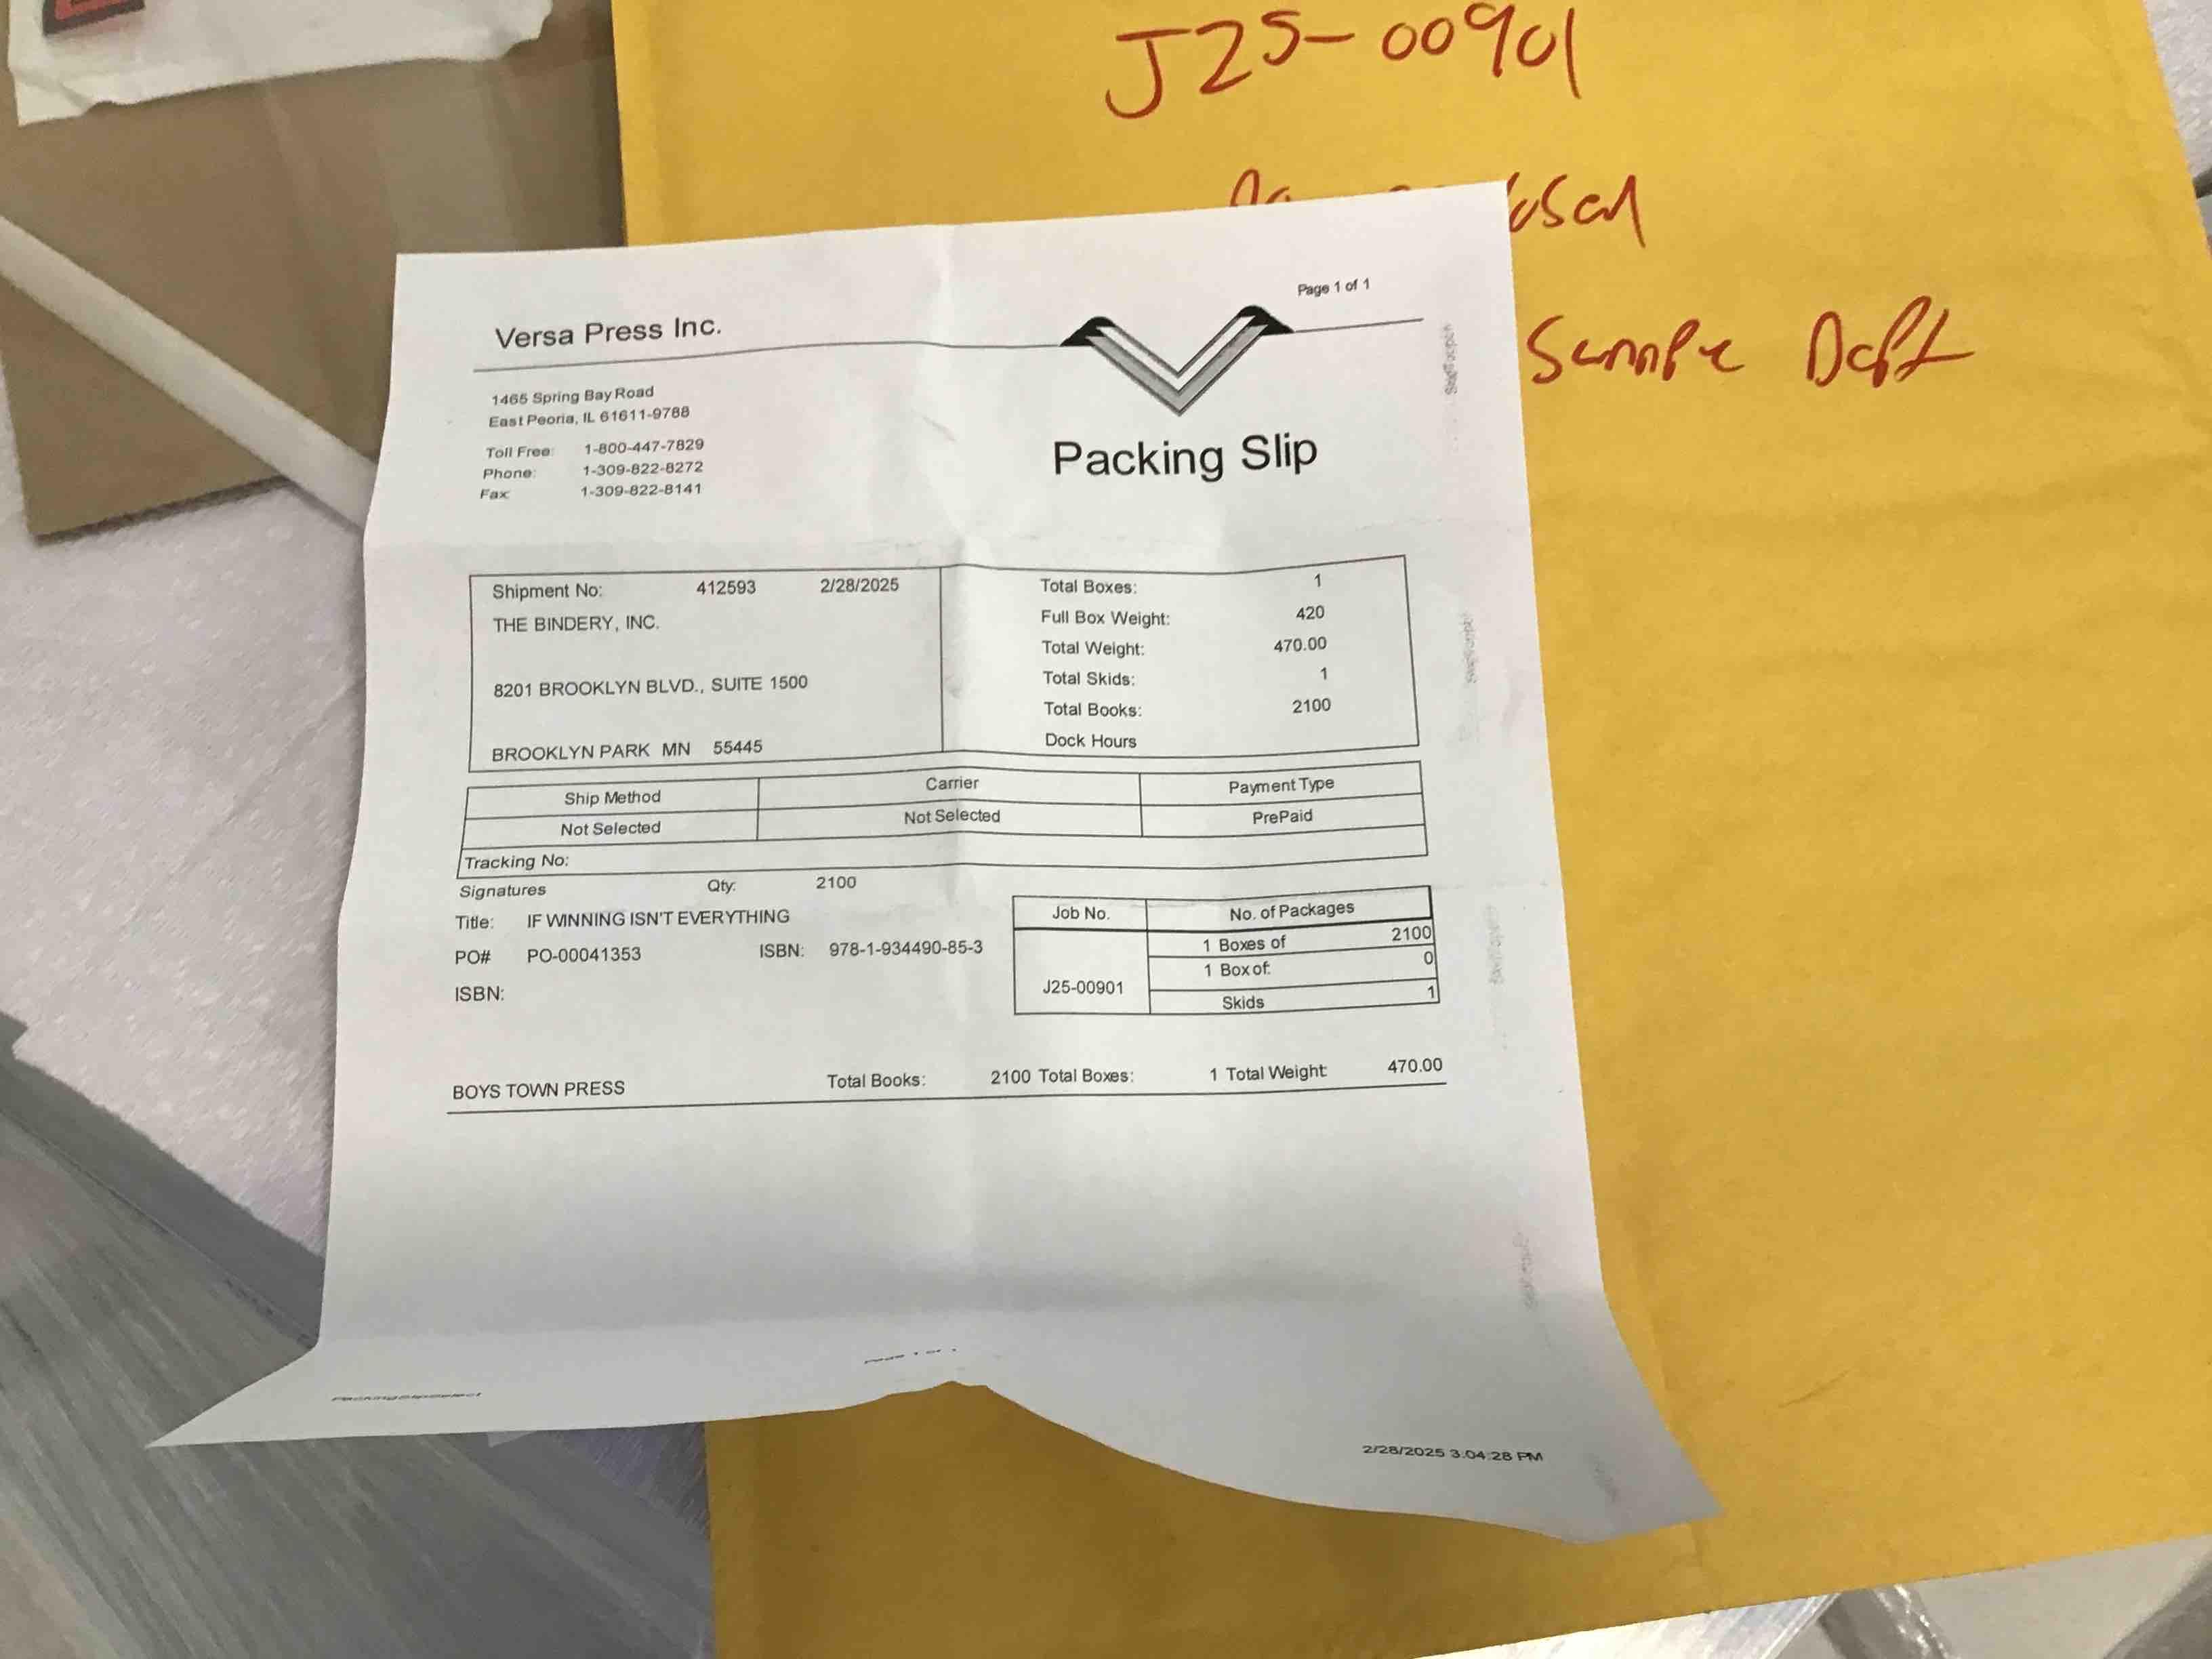 J25-00901
Sample Dept
Page 1 of 1
Versa Press Inc.
1465 Spring Bay Road
East Peoria, IL 61611-9788
Toll Free: 1-800-447-7829
Phone: 1-309-822-8272
Fax: 1-309-822-8141
Packing Slip
Shipment No: 412593 2/28/2025
THE BINDERY, INC.
8201 BROOKLYN BLVD., SUITE 1500
BROOKLYN PARK MN 55445
Total Boxes: 1
Full Box Weight: 420
Total Weight: 470.00
Total Skids: 1
Total Books: 2100
Dock Hours
Ship Method Carrier Payment Type
Not Selected Not Selected PrePaid
Tracking No:
Signatures Qty: 2100
Title: IF WINNING ISN'T EVERYTHING
PO# PO-00041353 ISBN: 978-1-934490-85-3
ISBN:
Job No. No. of Packages
1 Boxes of 2100
1 Box of: 0
J25-00901
Skids 1
BOYS TOWN PRESS Total Books: 2100 Total Boxes: 1 Total Weight: 470.00
2/28/2025 3:04:28 PM